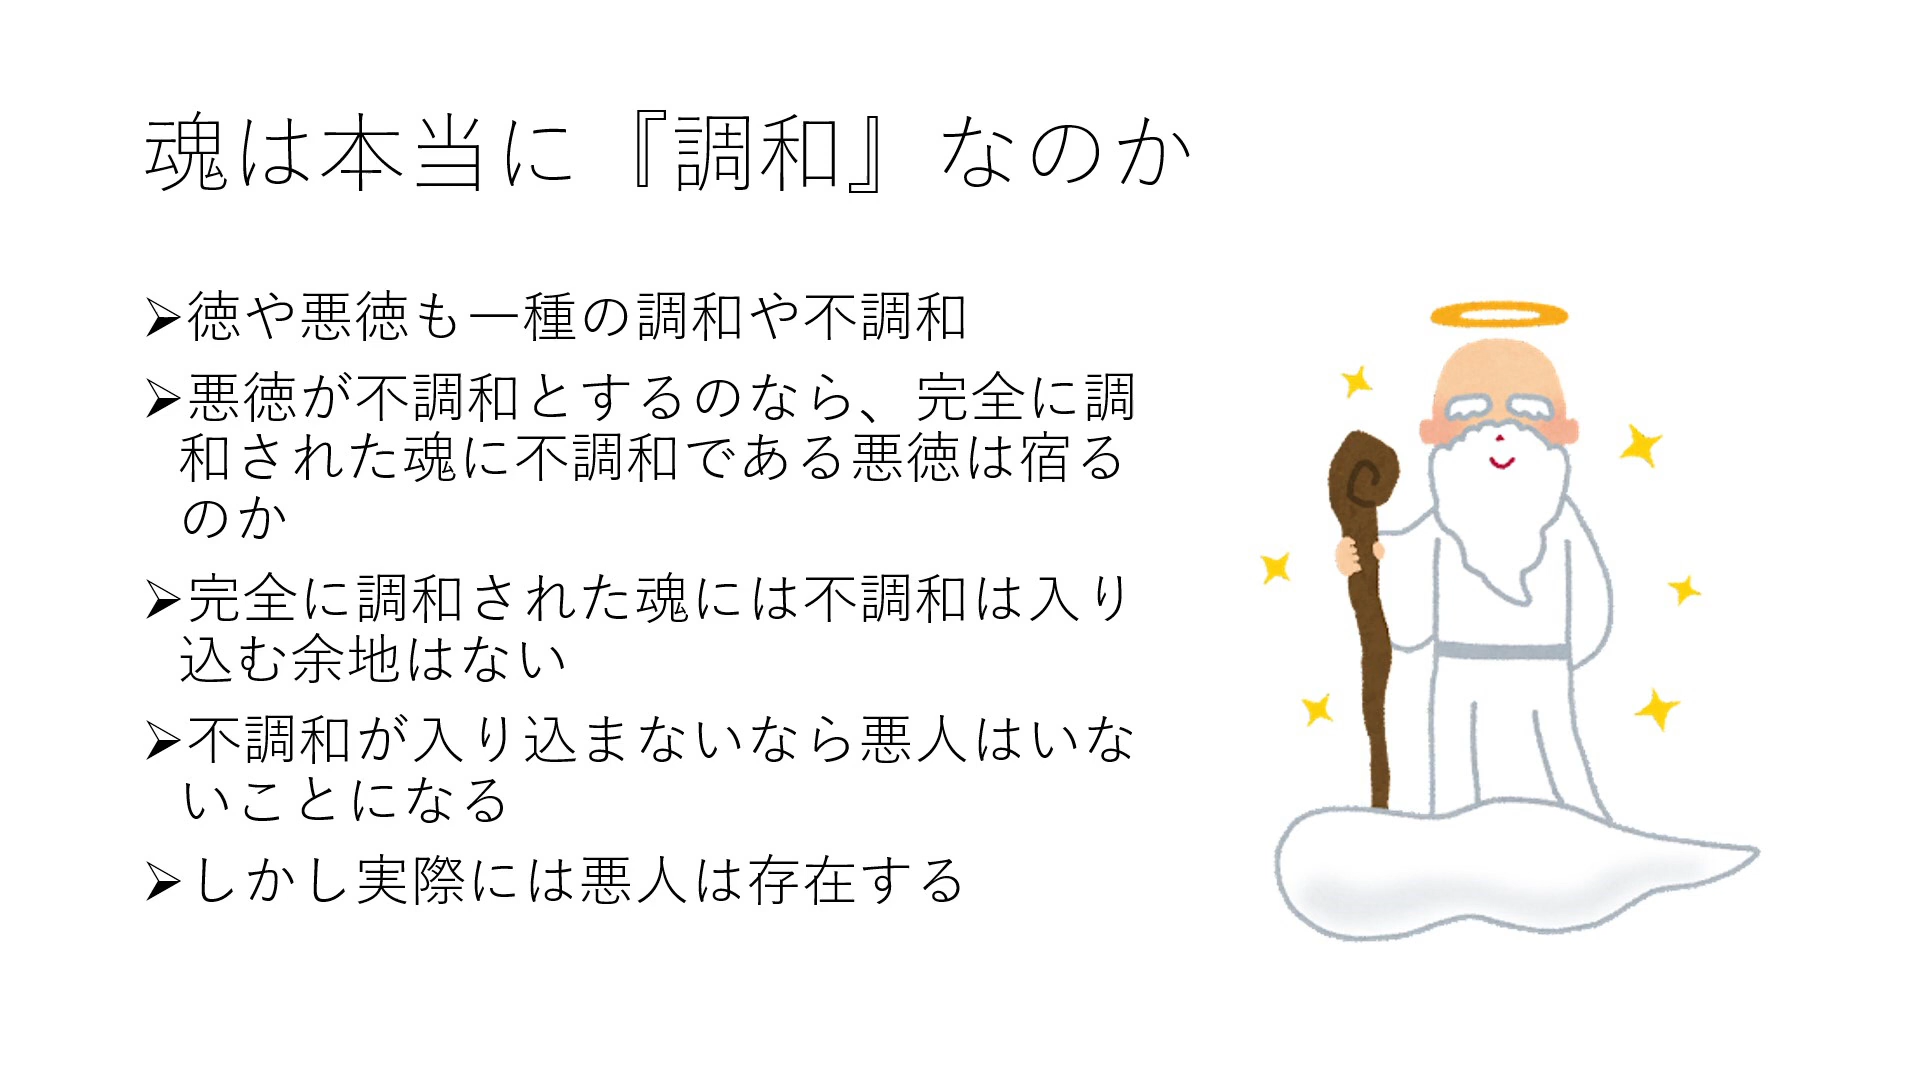 魂は本当に『調和』なのか
➢徳や悪徳も一種の調和や不調和
➢悪徳が不調和とするのなら、完全に調
和された魂に不調和である悪徳は宿る
のか
➢完全に調和された魂には不調和は入り
込む余地はない
➢不調和が入り込まないなら悪人はいな
いことになる
➢しかし実際には悪人は存在する